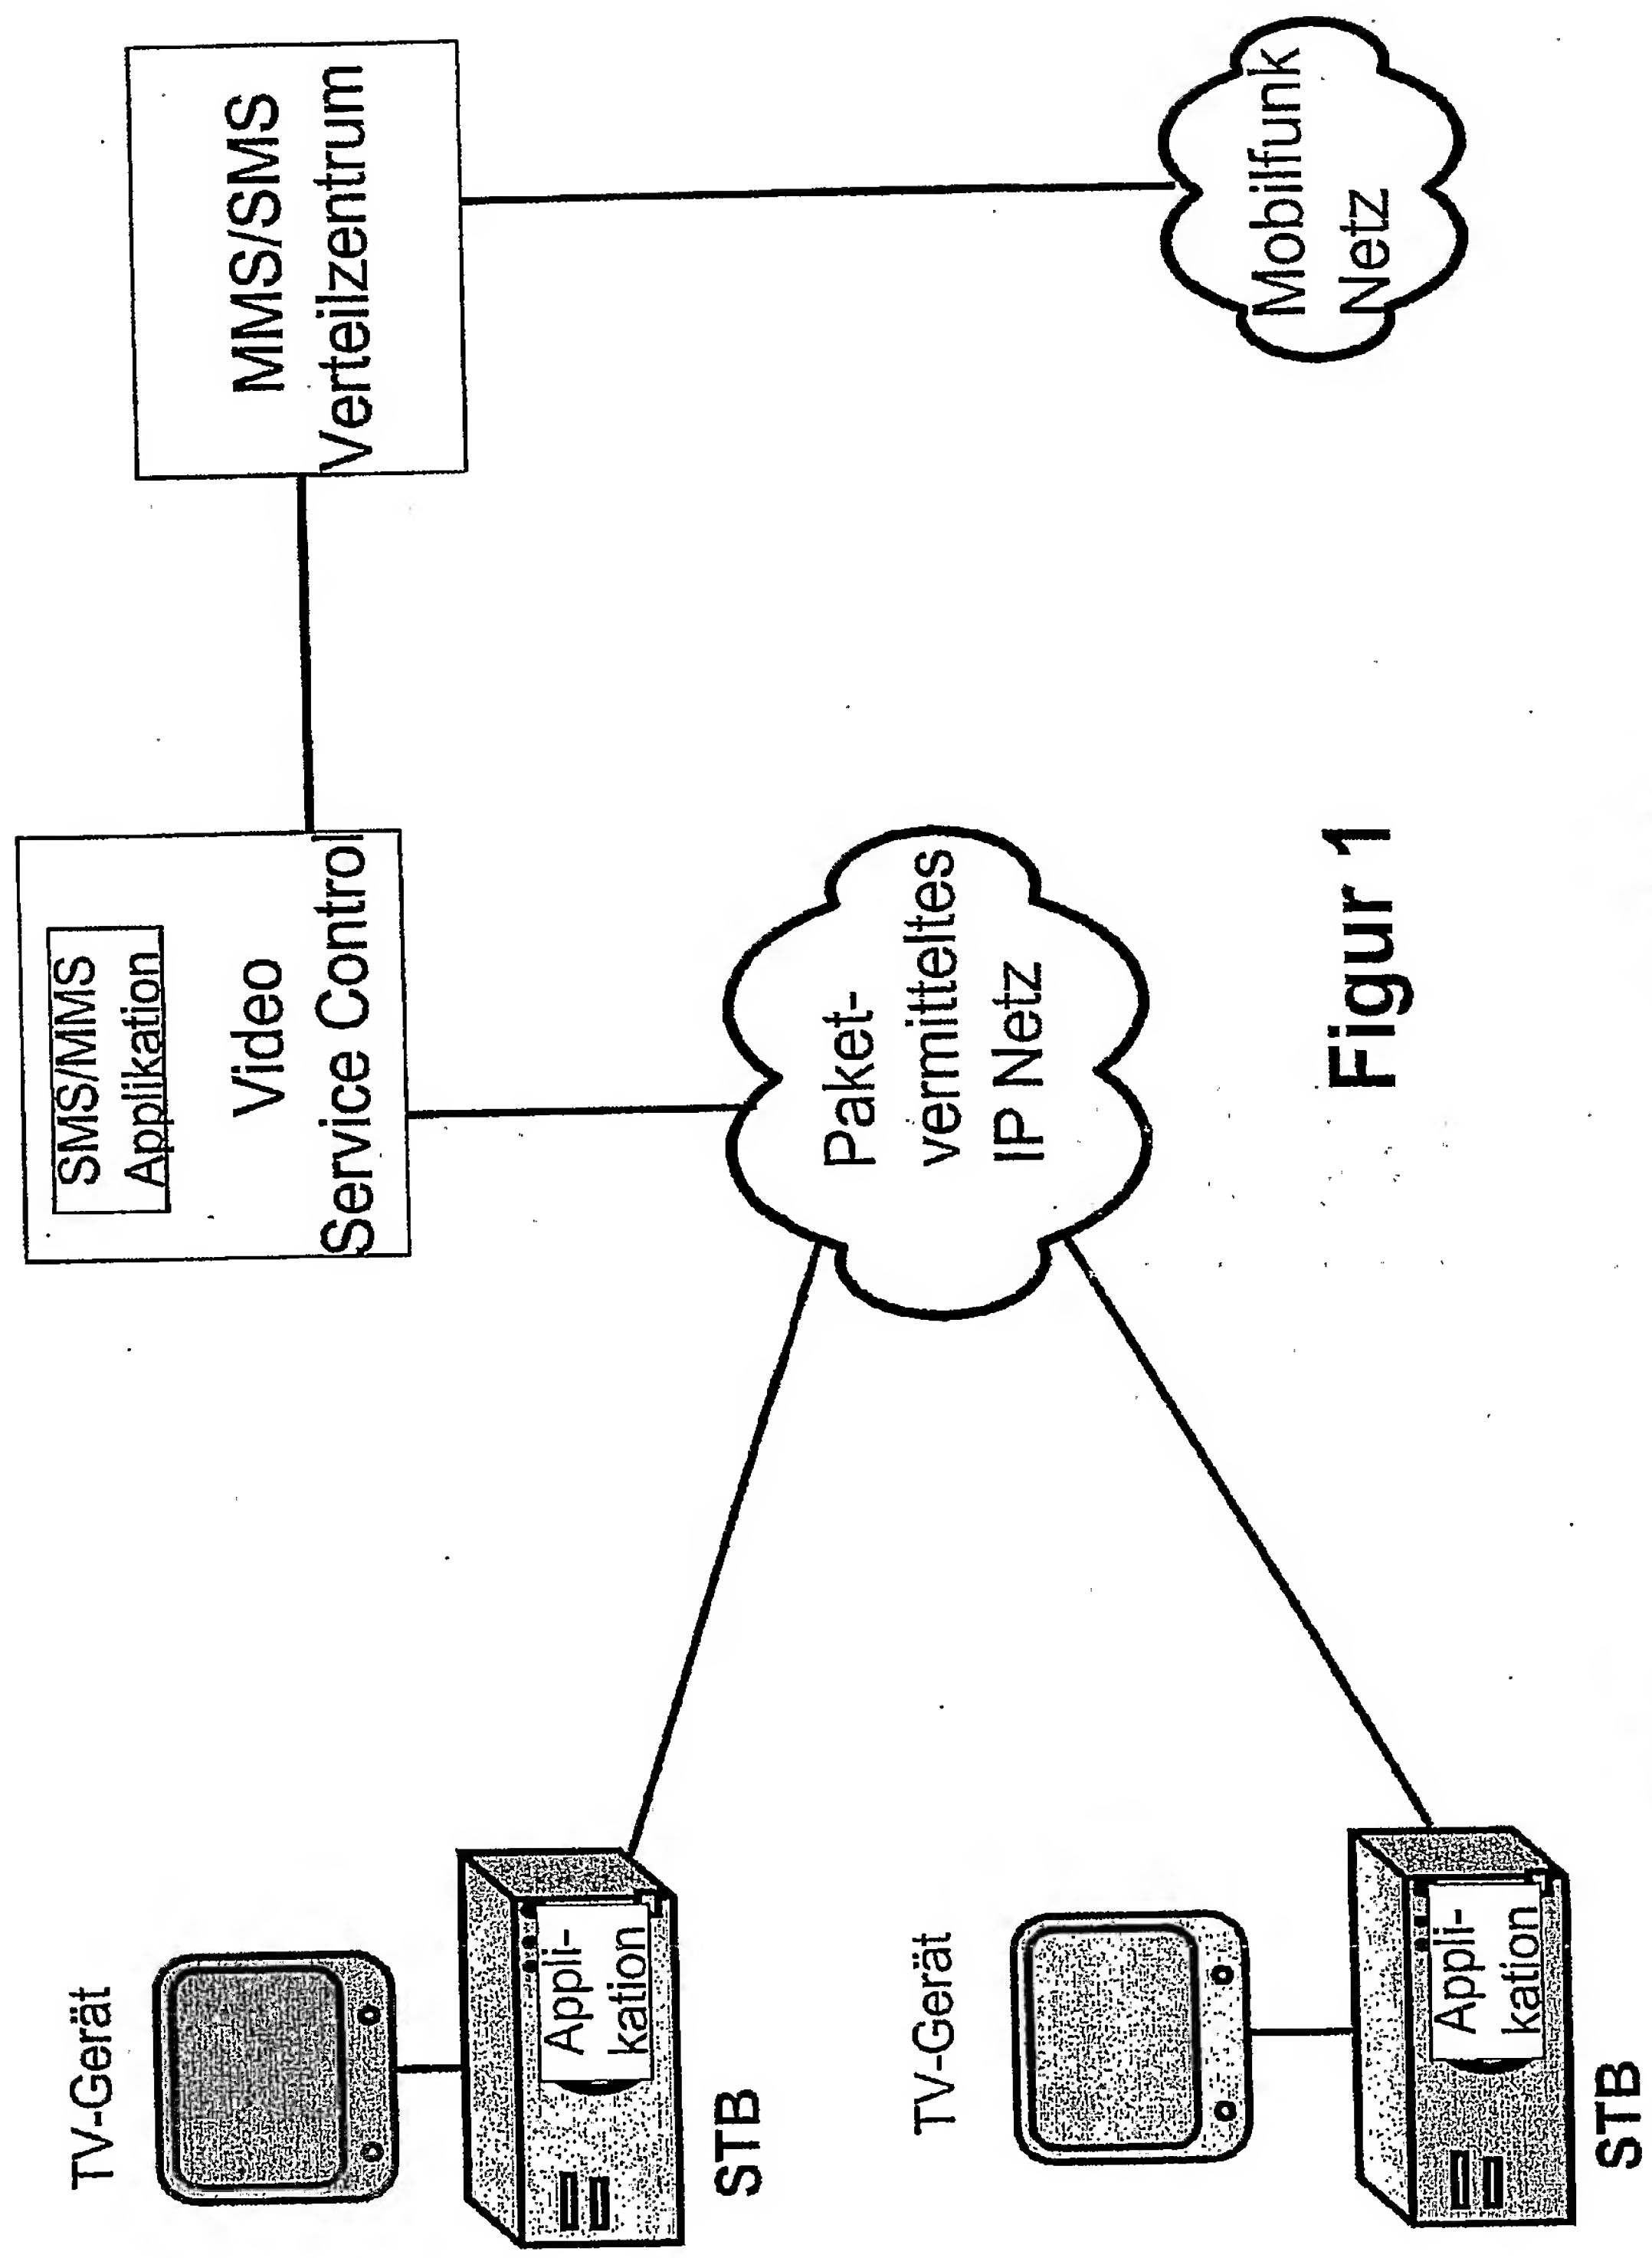 TV-Gerät
Appli-
kation
STB
TV-Gerät
Appli-
kation
STB
SMS/MMS
Applikation
Video
Service Control
Paket-
vermitteltes
IP Netz
MMS/SMS
Verteilzentrum
Mobilfunk
Netz
Figur 1